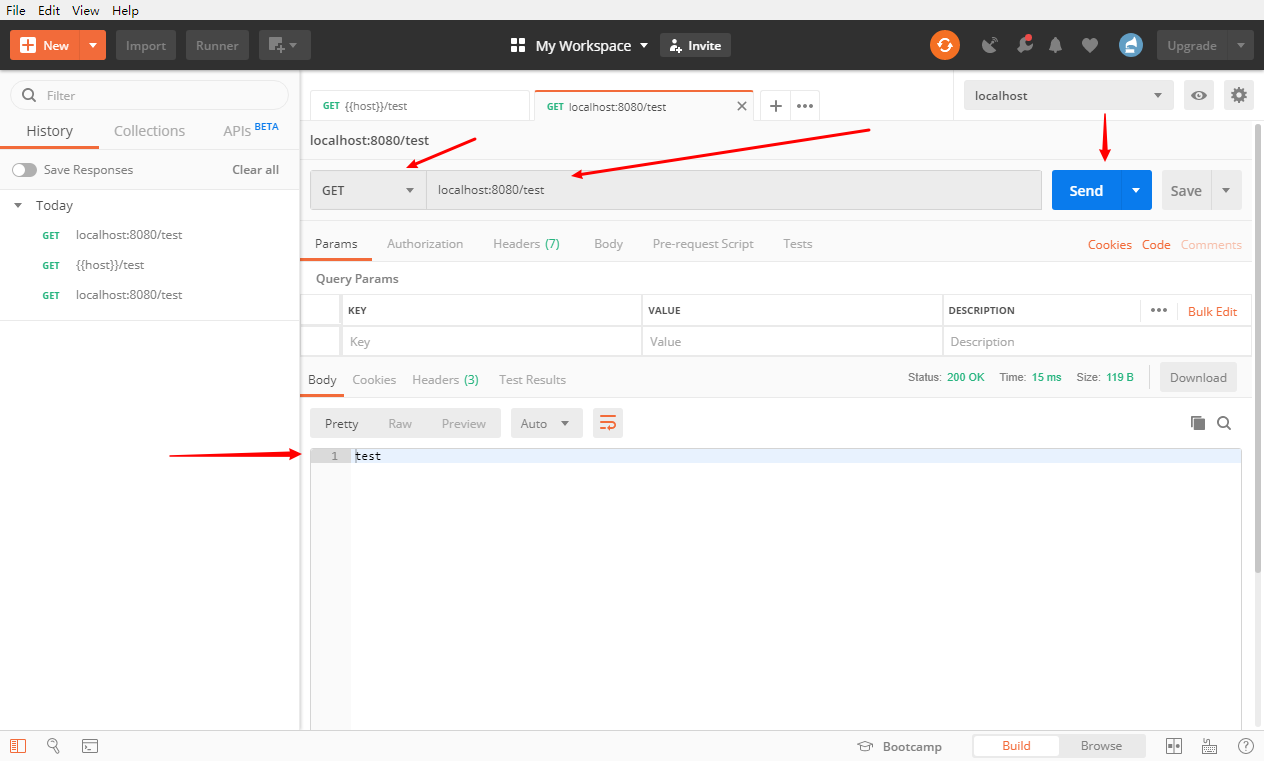 File Edit View Help
New Import Runner My Workspace Invite Upgrade
Filter
History Collections APIs BETA
Save Responses Clear all
Today
GET localhost:8080/test
GET {{host}}/test
GET localhost:8080/test
GET {{host}}/test GET localhost:8080/test localhost
localhost:8080/test
GET localhost:8080/test Send Save
Params Authorization Headers (7) Body Pre-request Script Tests Cookies Code Comments
Query Params
KEY VALUE DESCRIPTION Bulk Edit
Key Value Description
Body Cookies Headers (3) Test Results Status: 200 OK Time: 15 ms Size: 119 B Download
Pretty Raw Preview Auto
1 test
Bootcamp Build Browse